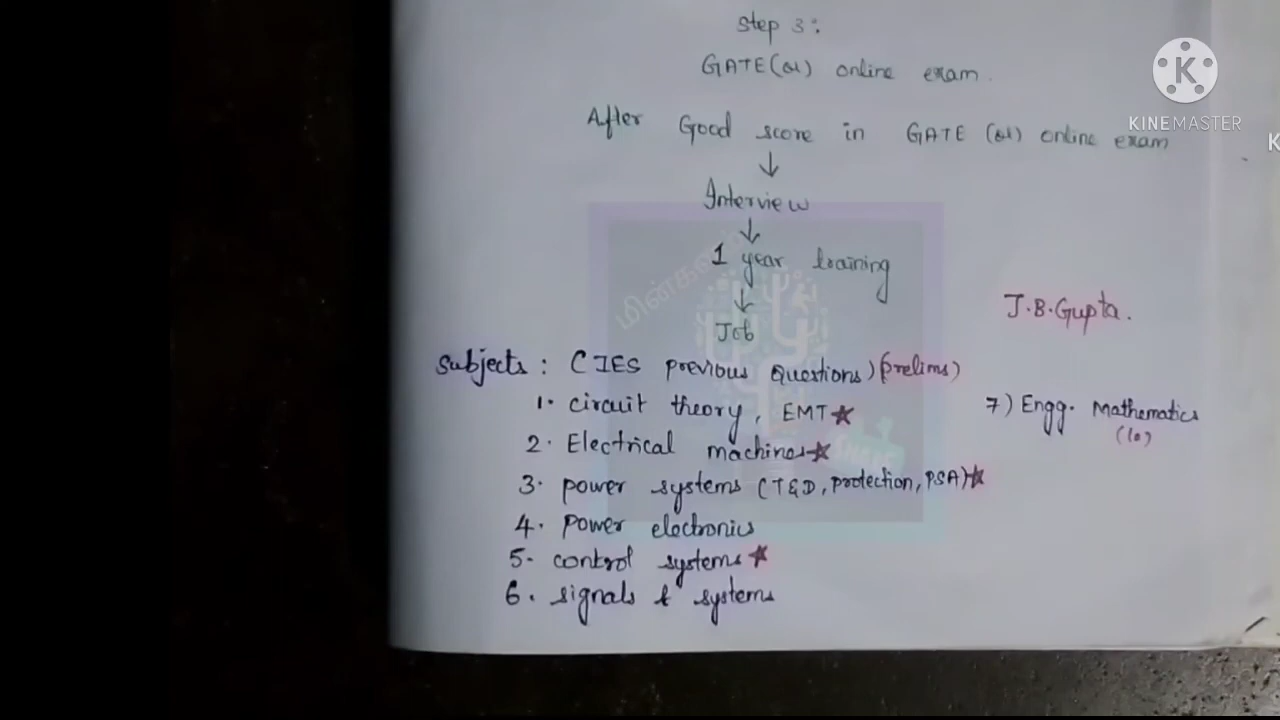 Step 3:
GATE (or) online exam.
After Good score in GATE (or) online exam
↓
Interview
↓
1 year training
↓
Job
J.B.Gupta.
Subjects : (IES previous Questions) (prelims)
1. circuit theory, EMT★
2. Electrical machines★
3. power systems (T&D, protection, PSA)★
4. Power electronics
5. control systems★
6. signals & systems
7) Engg. Mathematics
(10)
KINEMASTER
மின்கல